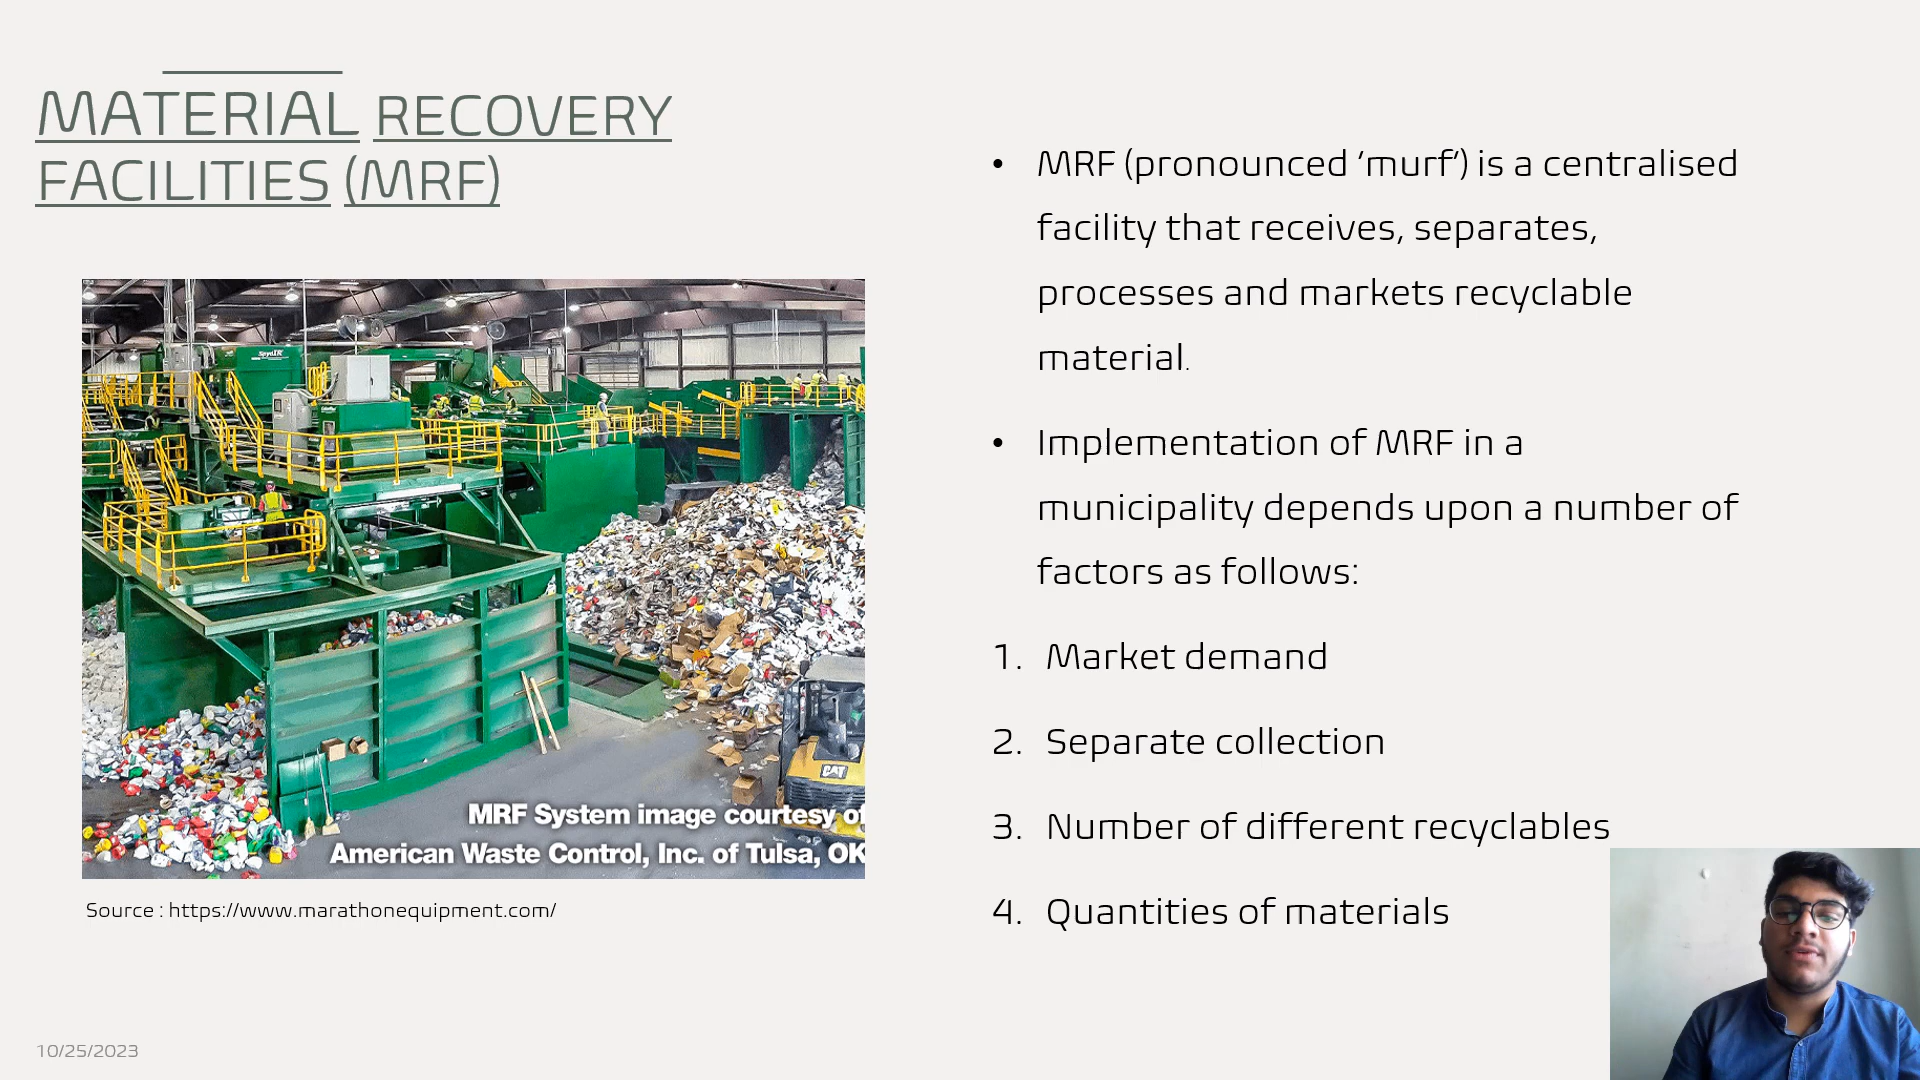 MATERIAL RECOVERY
FACILITIES (MRF)
• MRF (pronounced ‘murf’) is a centralised
facility that receives, separates,
processes and markets recyclable
material.
• Implementation of MRF in a
municipality depends upon a number of
factors as follows:
1. Market demand
2. Separate collection
3. Number of different recyclables
4. Quantities of materials
SpydIR
CAT
MRF System image courtesy of
American Waste Control, Inc. of Tulsa, OK
Source : https://www.marathonequipment.com/
10/25/2023